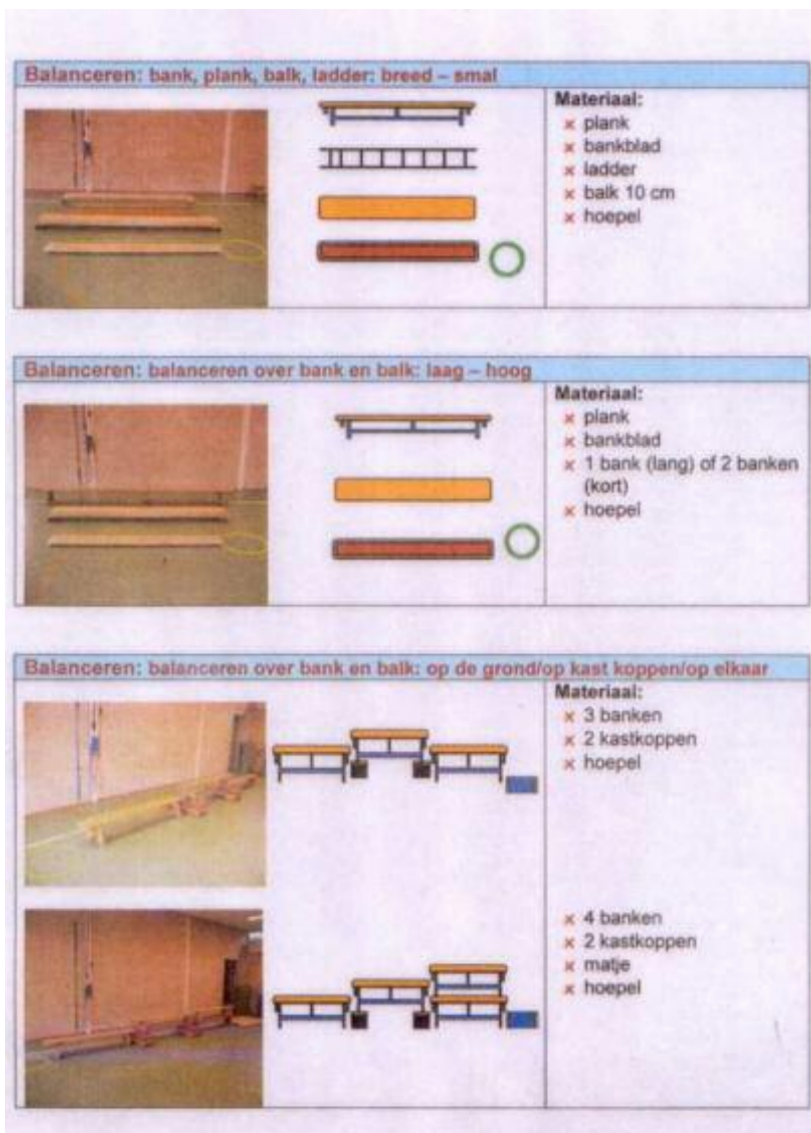 Balanceren: bank, plank, balk, ladder: breed – smal
Materiaal:
× plank
× bankblad
× ladder
× balk 10 cm
× hoepel
Balanceren: balanceren over bank en balk: laag – hoog
Materiaal:
× plank
× bankblad
× 1 bank (lang) of 2 banken
(kort)
× hoepel
Balanceren: balanceren over bank en balk: op de grond/op kast koppen/op elkaar
Materiaal:
× 3 banken
× 2 kastkoppen
× hoepel
× 4 banken
× 2 kastkoppen
× matje
× hoepel